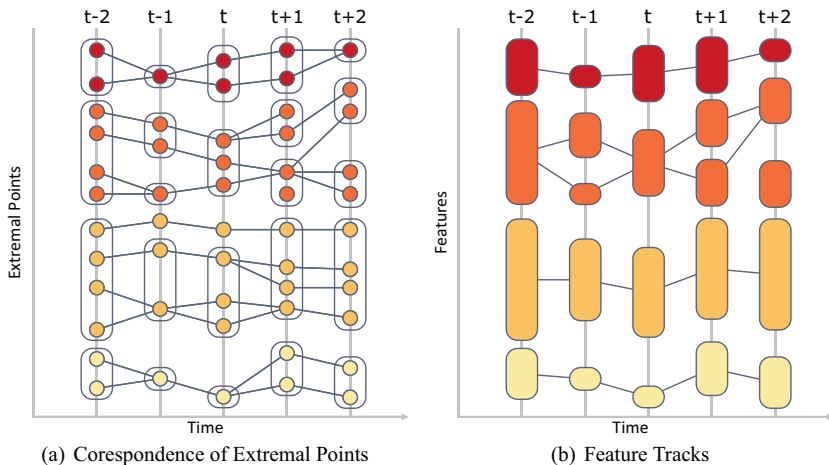 t-2 t-1 t t+1 t+2
Extremal Points
Time
(a) Corespondence of Extremal Points
t-2 t-1 t t+1 t+2
Features
Time
(b) Feature Tracks